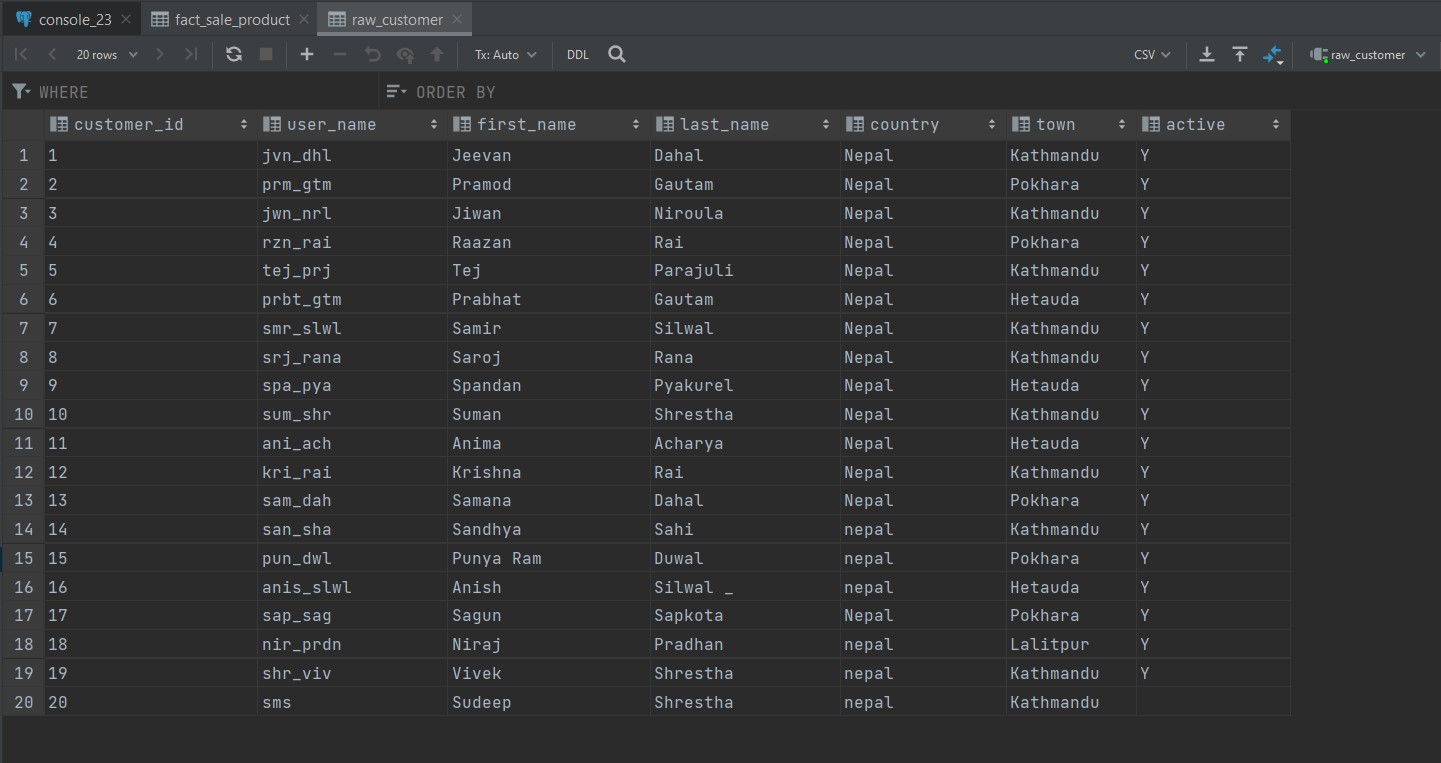 console_23 fact_sale_product raw_customer
20 rows Tx: Auto DDL CSV raw_customer
WHERE ORDER BY
customer_id user_name first_name last_name country town active
1 1 jvn_dhl Jeevan Dahal Nepal Kathmandu Y
2 2 prm_gtm Pramod Gautam Nepal Pokhara Y
3 3 jwn_nrl Jiwan Niroula Nepal Kathmandu Y
4 4 rzn_rai Raazan Rai Nepal Pokhara Y
5 5 tej_prj Tej Parajuli Nepal Kathmandu Y
6 6 prbt_gtm Prabhat Gautam Nepal Hetauda Y
7 7 smr_slwl Samir Silwal Nepal Kathmandu Y
8 8 srj_rana Saroj Rana Nepal Kathmandu Y
9 9 spa_pya Spandan Pyakurel Nepal Hetauda Y
10 10 sum_shr Suman Shrestha Nepal Kathmandu Y
11 11 ani_ach Anima Acharya Nepal Hetauda Y
12 12 kri_rai Krishna Rai Nepal Kathmandu Y
13 13 sam_dah Samana Dahal Nepal Pokhara Y
14 14 san_sha Sandhya Sahi nepal Kathmandu Y
15 15 pun_dwl Punya Ram Duwal nepal Pokhara Y
16 16 anis_slwl Anish Silwal _ nepal Hetauda Y
17 17 sap_sag Sagun Sapkota Nepal Pokhara Y
18 18 nir_prdn Niraj Pradhan nepal Lalitpur Y
19 19 shr_viv Vivek Shrestha nepal Kathmandu Y
20 20 sms Sudeep Shrestha nepal Kathmandu